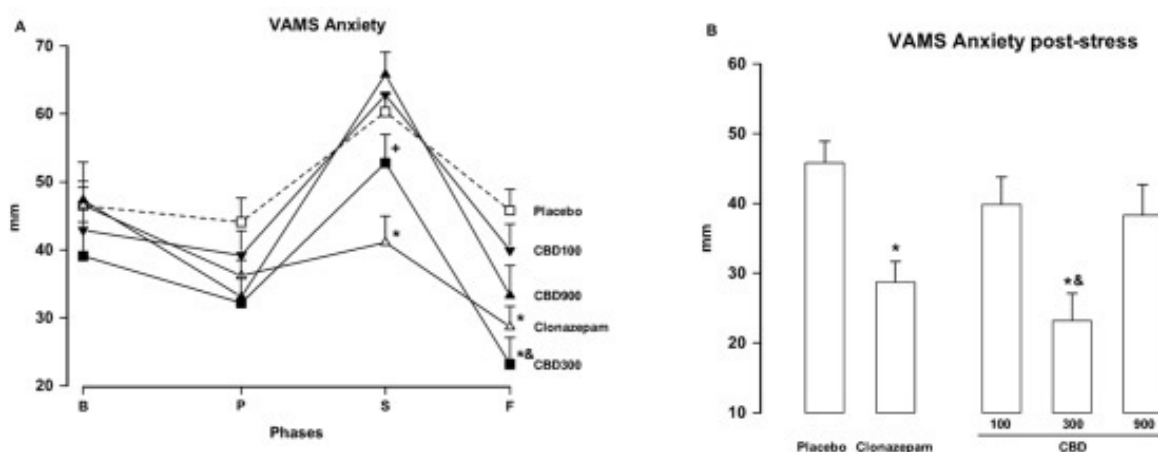 A
VAMS Anxiety
70
60
50
40
30
20
mm
+
*
Placebo
CBD100
CBD900
* Clonazepam
*& CBD300
B P S F
Phases
B
VAMS Anxiety post-stress
60
50
40
30
20
10
mm
*
*&
100 300 900
Placebo Clonazepam CBD